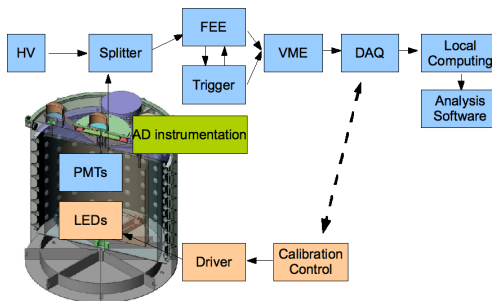 HV
Splitter
FEE
Trigger
VME
DAQ
Local
Computing
Analysis
Software
AD instrumentation
PMTs
LEDs
Driver
Calibration
Control